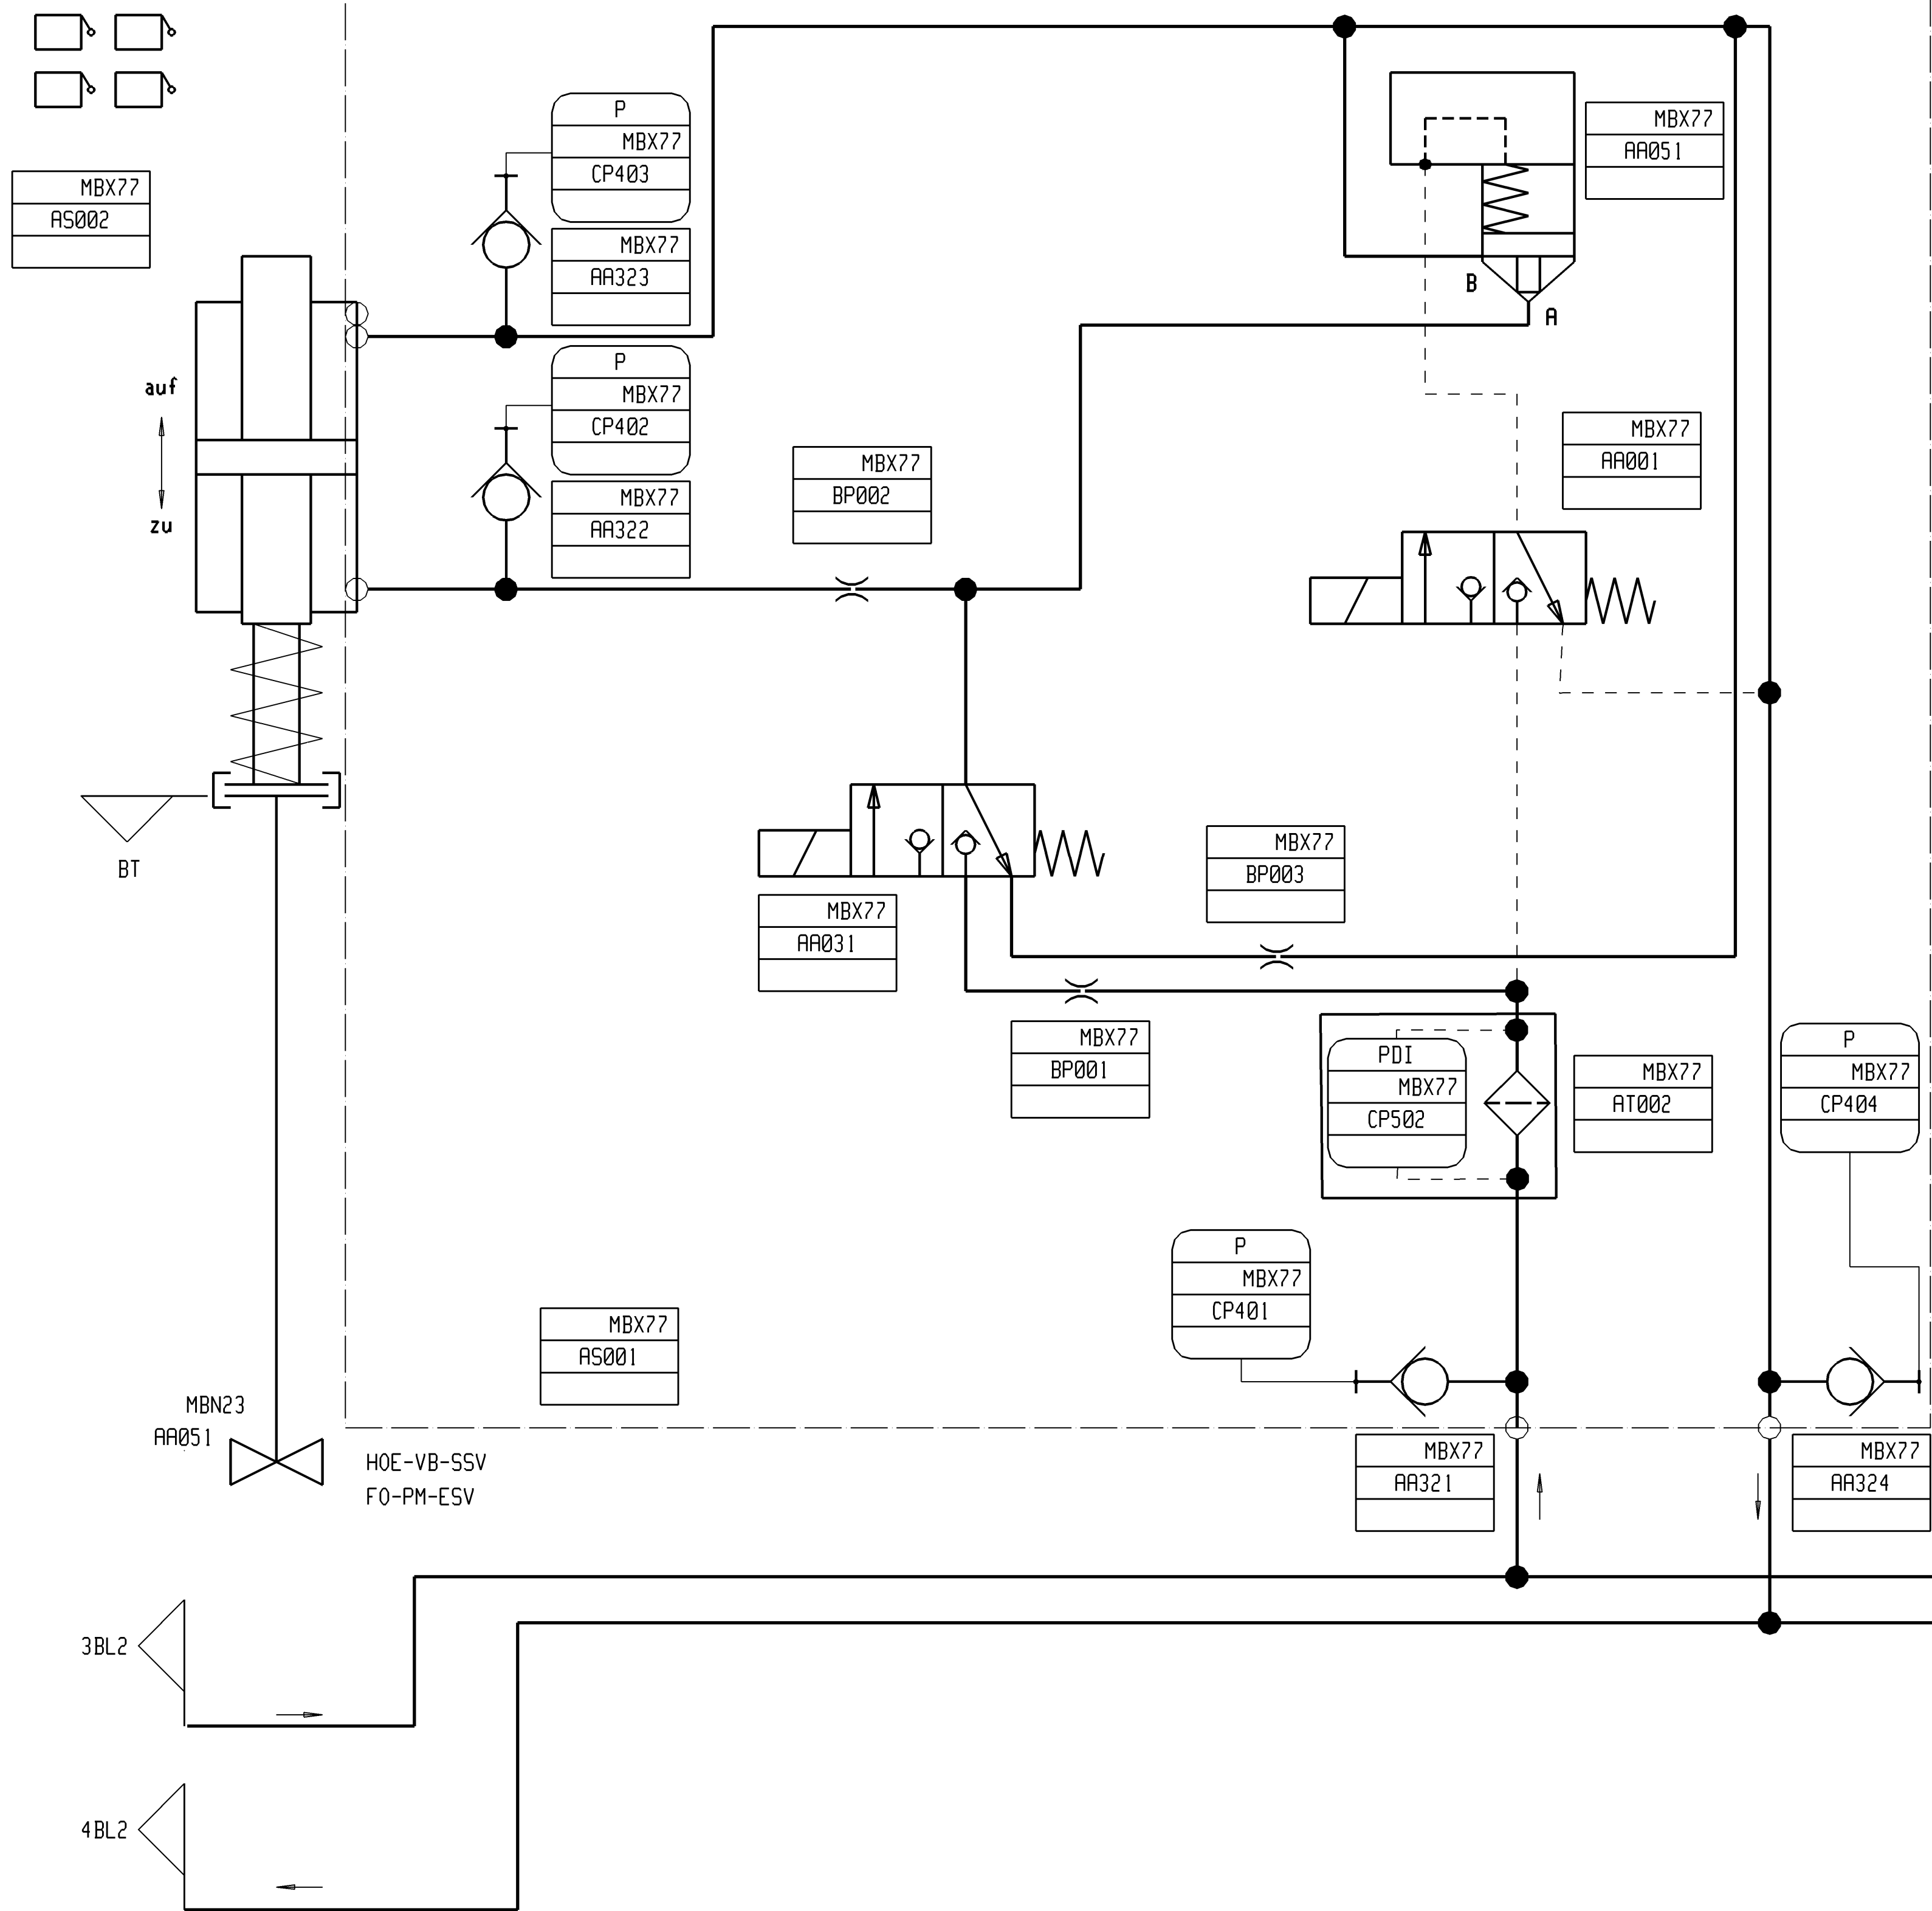 P
MBX77
CP403
MBX77
AA323
MBX77
AS002
MBX77
AA051
B
A
P
MBX77
CP402
MBX77
AA322
auf
zu
MBX77
BP002
MBX77
AA001
BT
MBX77
AA031
MBX77
BP003
MBX77
BP001
PDI
MBX77
CP502
MBX77
AT002
P
MBX77
CP404
P
MBX77
CP401
MBX77
AS001
MBN23
AA051
HOE-VB-SSV
FO-PM-ESV
MBX77
AA321
MBX77
AA324
3BL2
4BL2